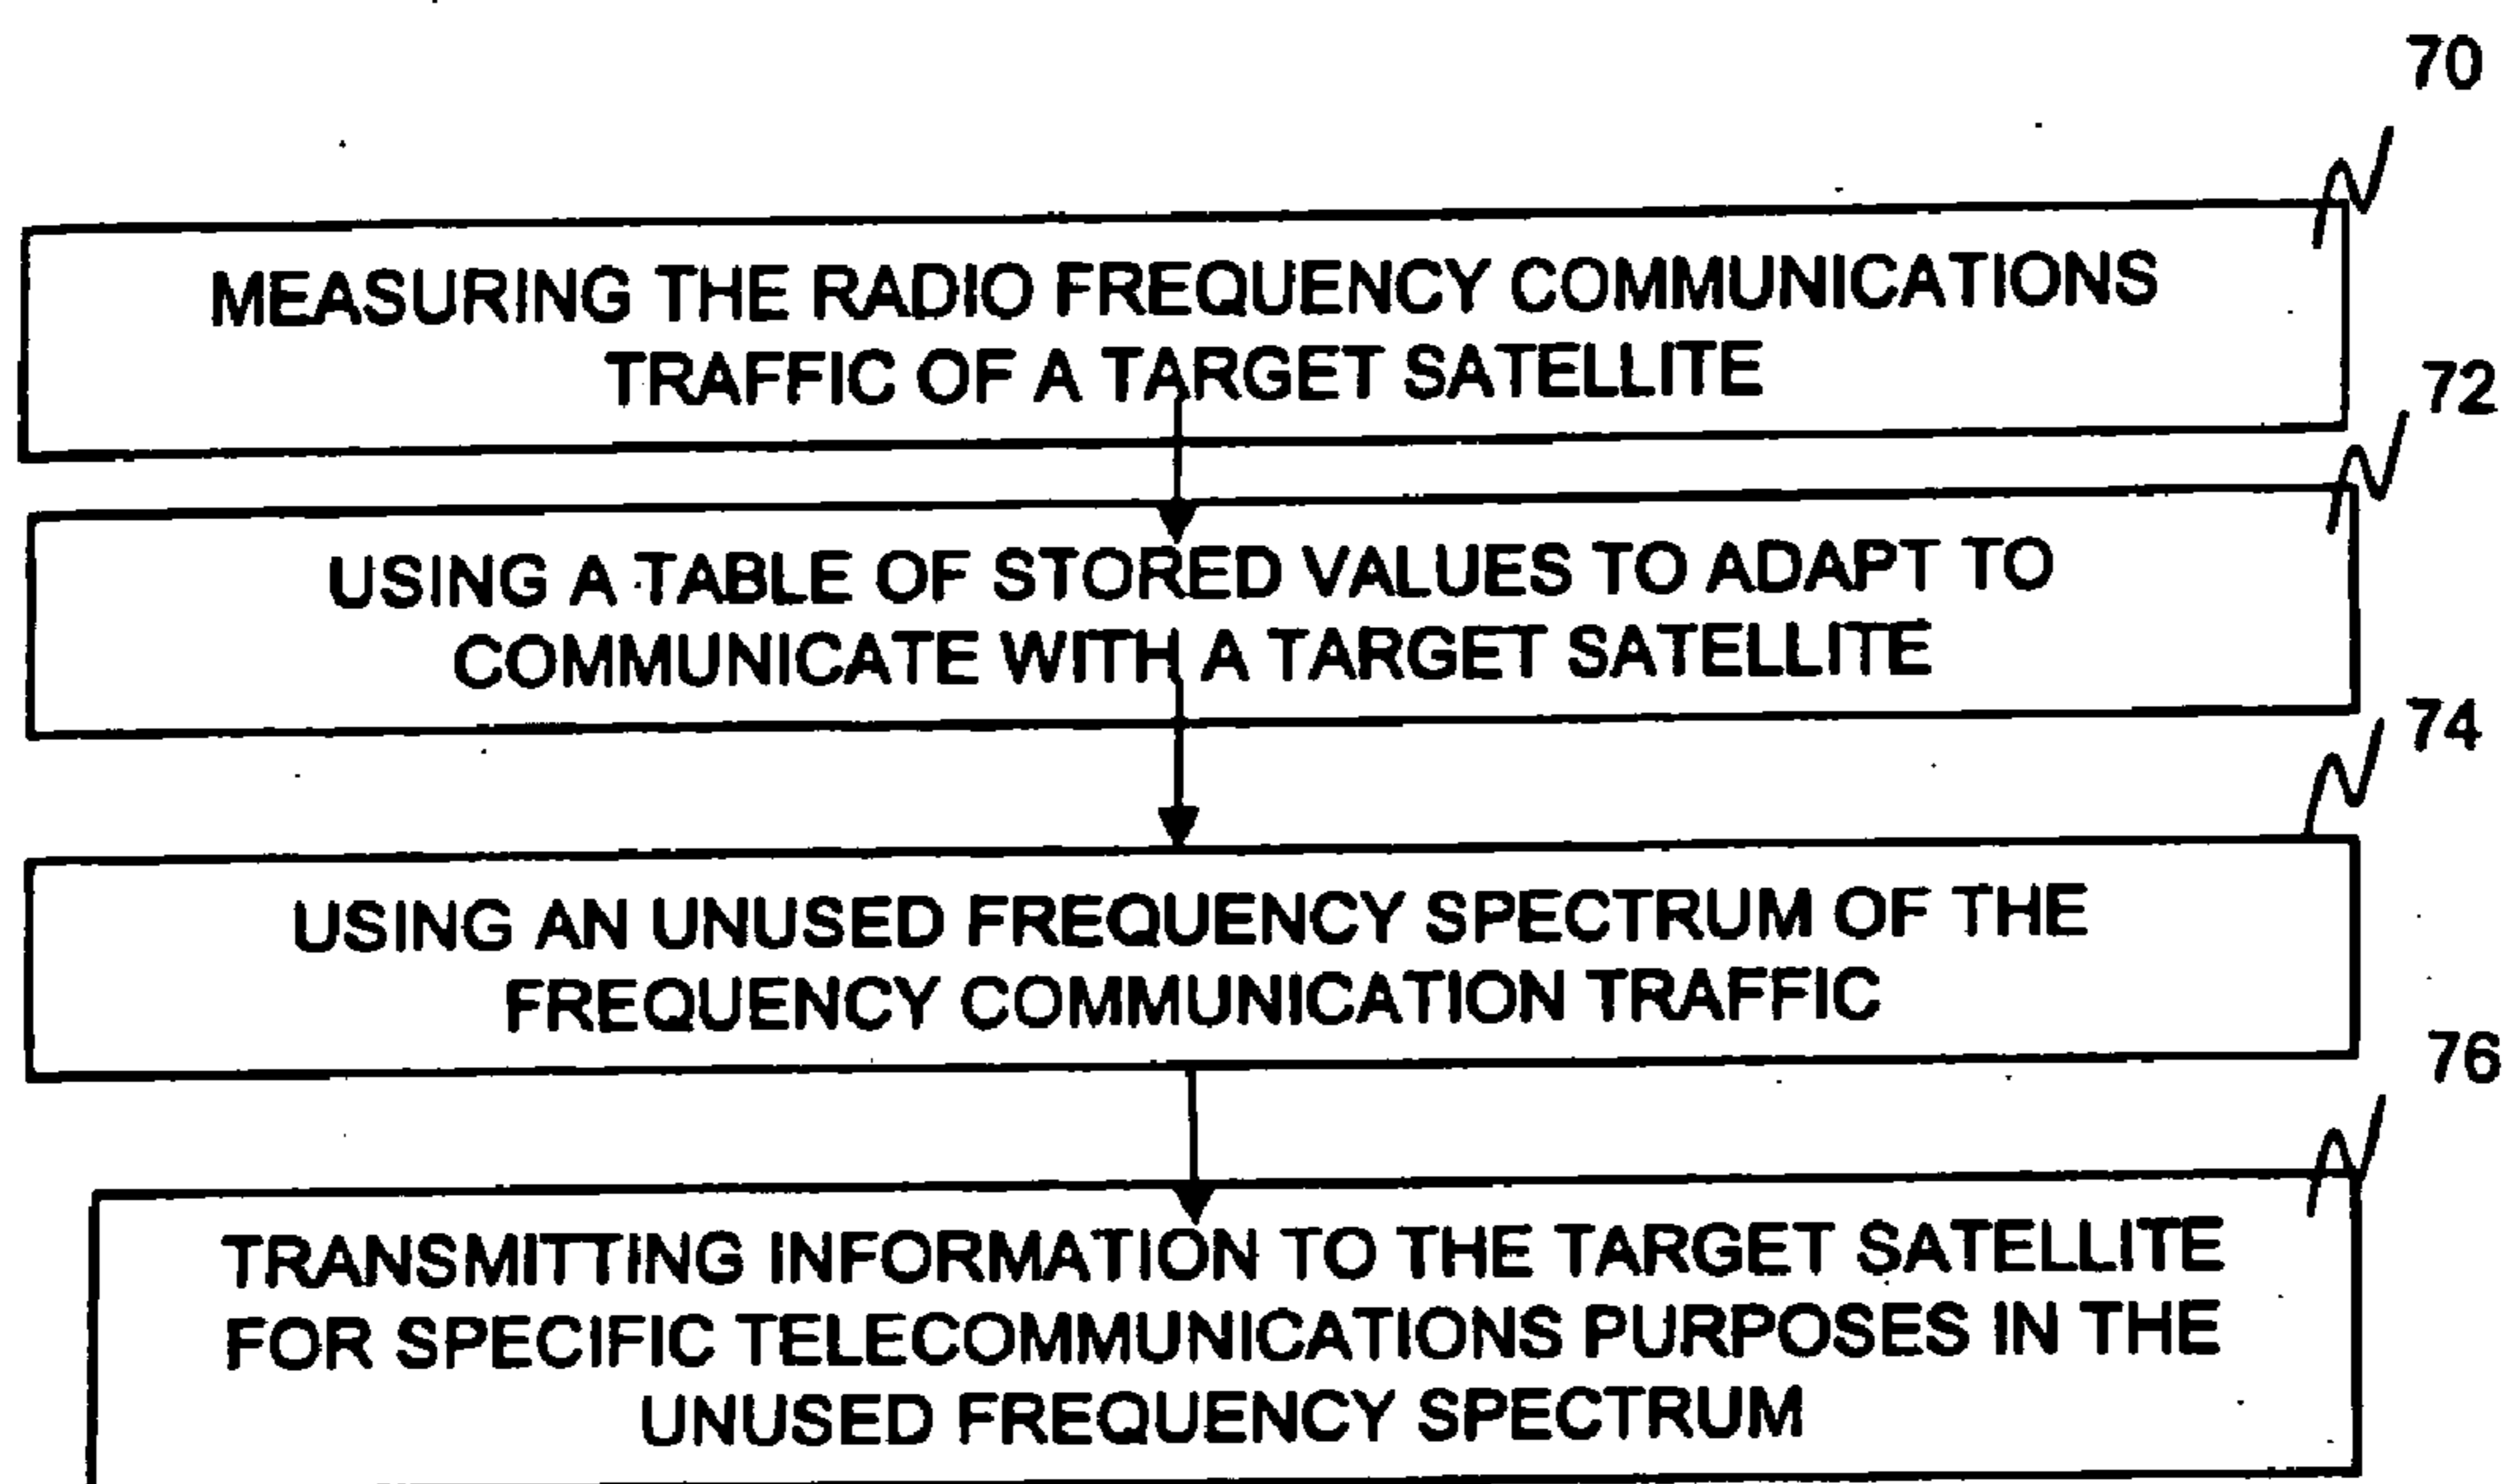 70
MEASURING THE RADIO FREQUENCY COMMUNICATIONS
TRAFFIC OF A TARGET SATELLITE
72
USING A TABLE OF STORED VALUES TO ADAPT TO
COMMUNICATE WITH A TARGET SATELLITE
74
USING AN UNUSED FREQUENCY SPECTRUM OF THE
FREQUENCY COMMUNICATION TRAFFIC
76
TRANSMITTING INFORMATION TO THE TARGET SATELLITE
FOR SPECIFIC TELECOMMUNICATIONS PURPOSES IN THE
UNUSED FREQUENCY SPECTRUM